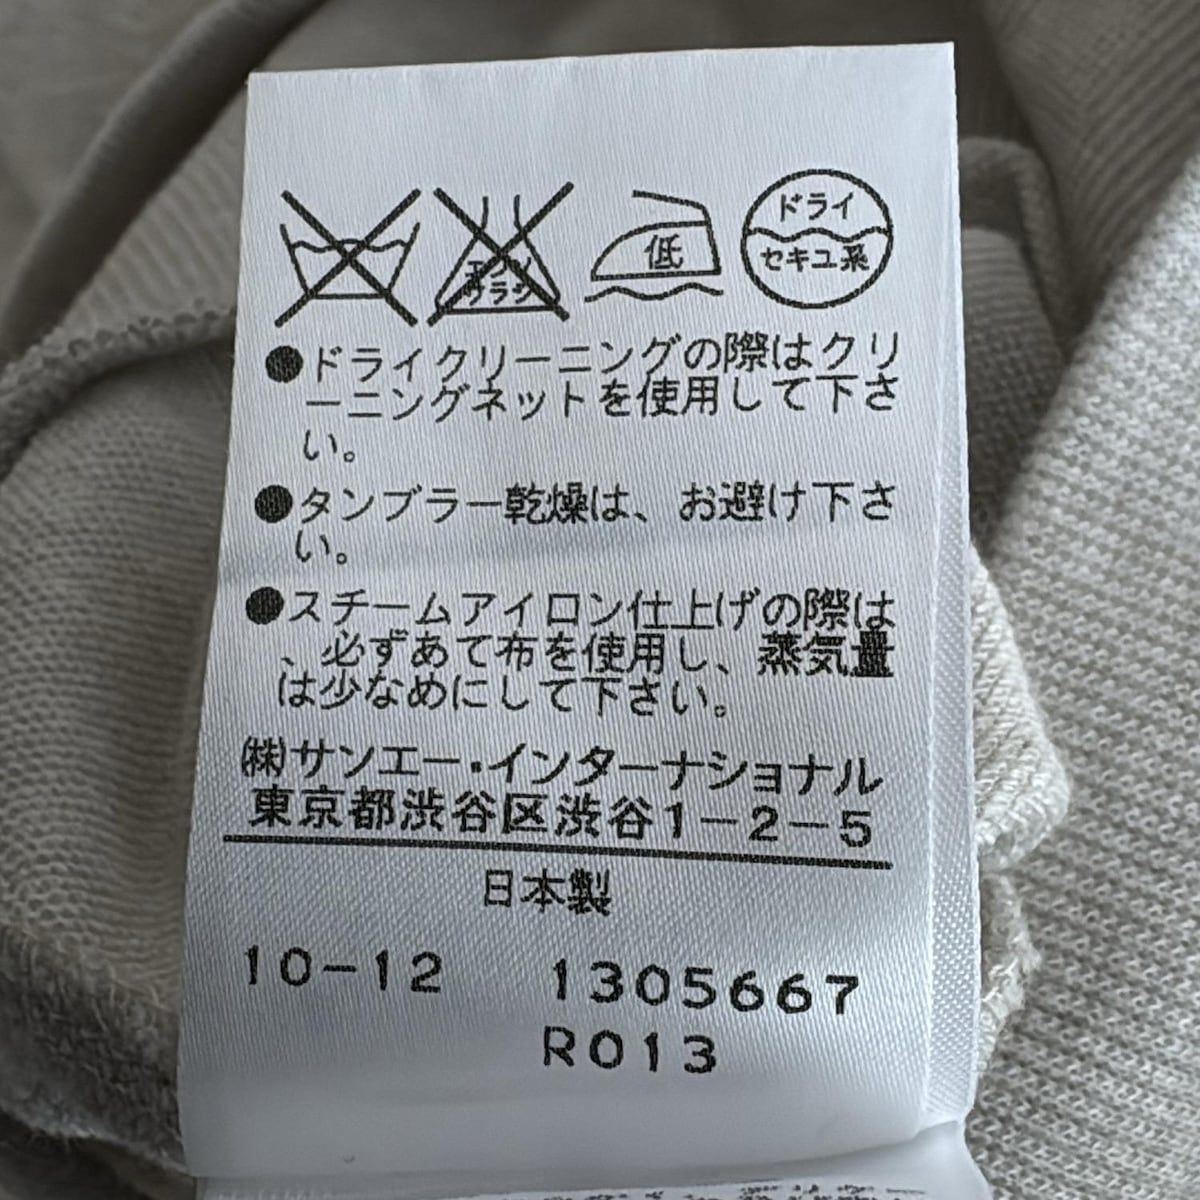 エンソ
サラシ
低
ドライ
セキユ系
●ドライクリーニングの際はクリ
ーニングネットを使用して下さ
い。
●タンブラー乾燥は、お避け下さ
い。
●スチームアイロン仕上げの際は
、必ずあて布を使用し、蒸気量
は少なめにして下さい。
(株)サンエー・インターナショナル
東京都渋谷区渋谷1-2-5
日本製
10-12 1305667
R013